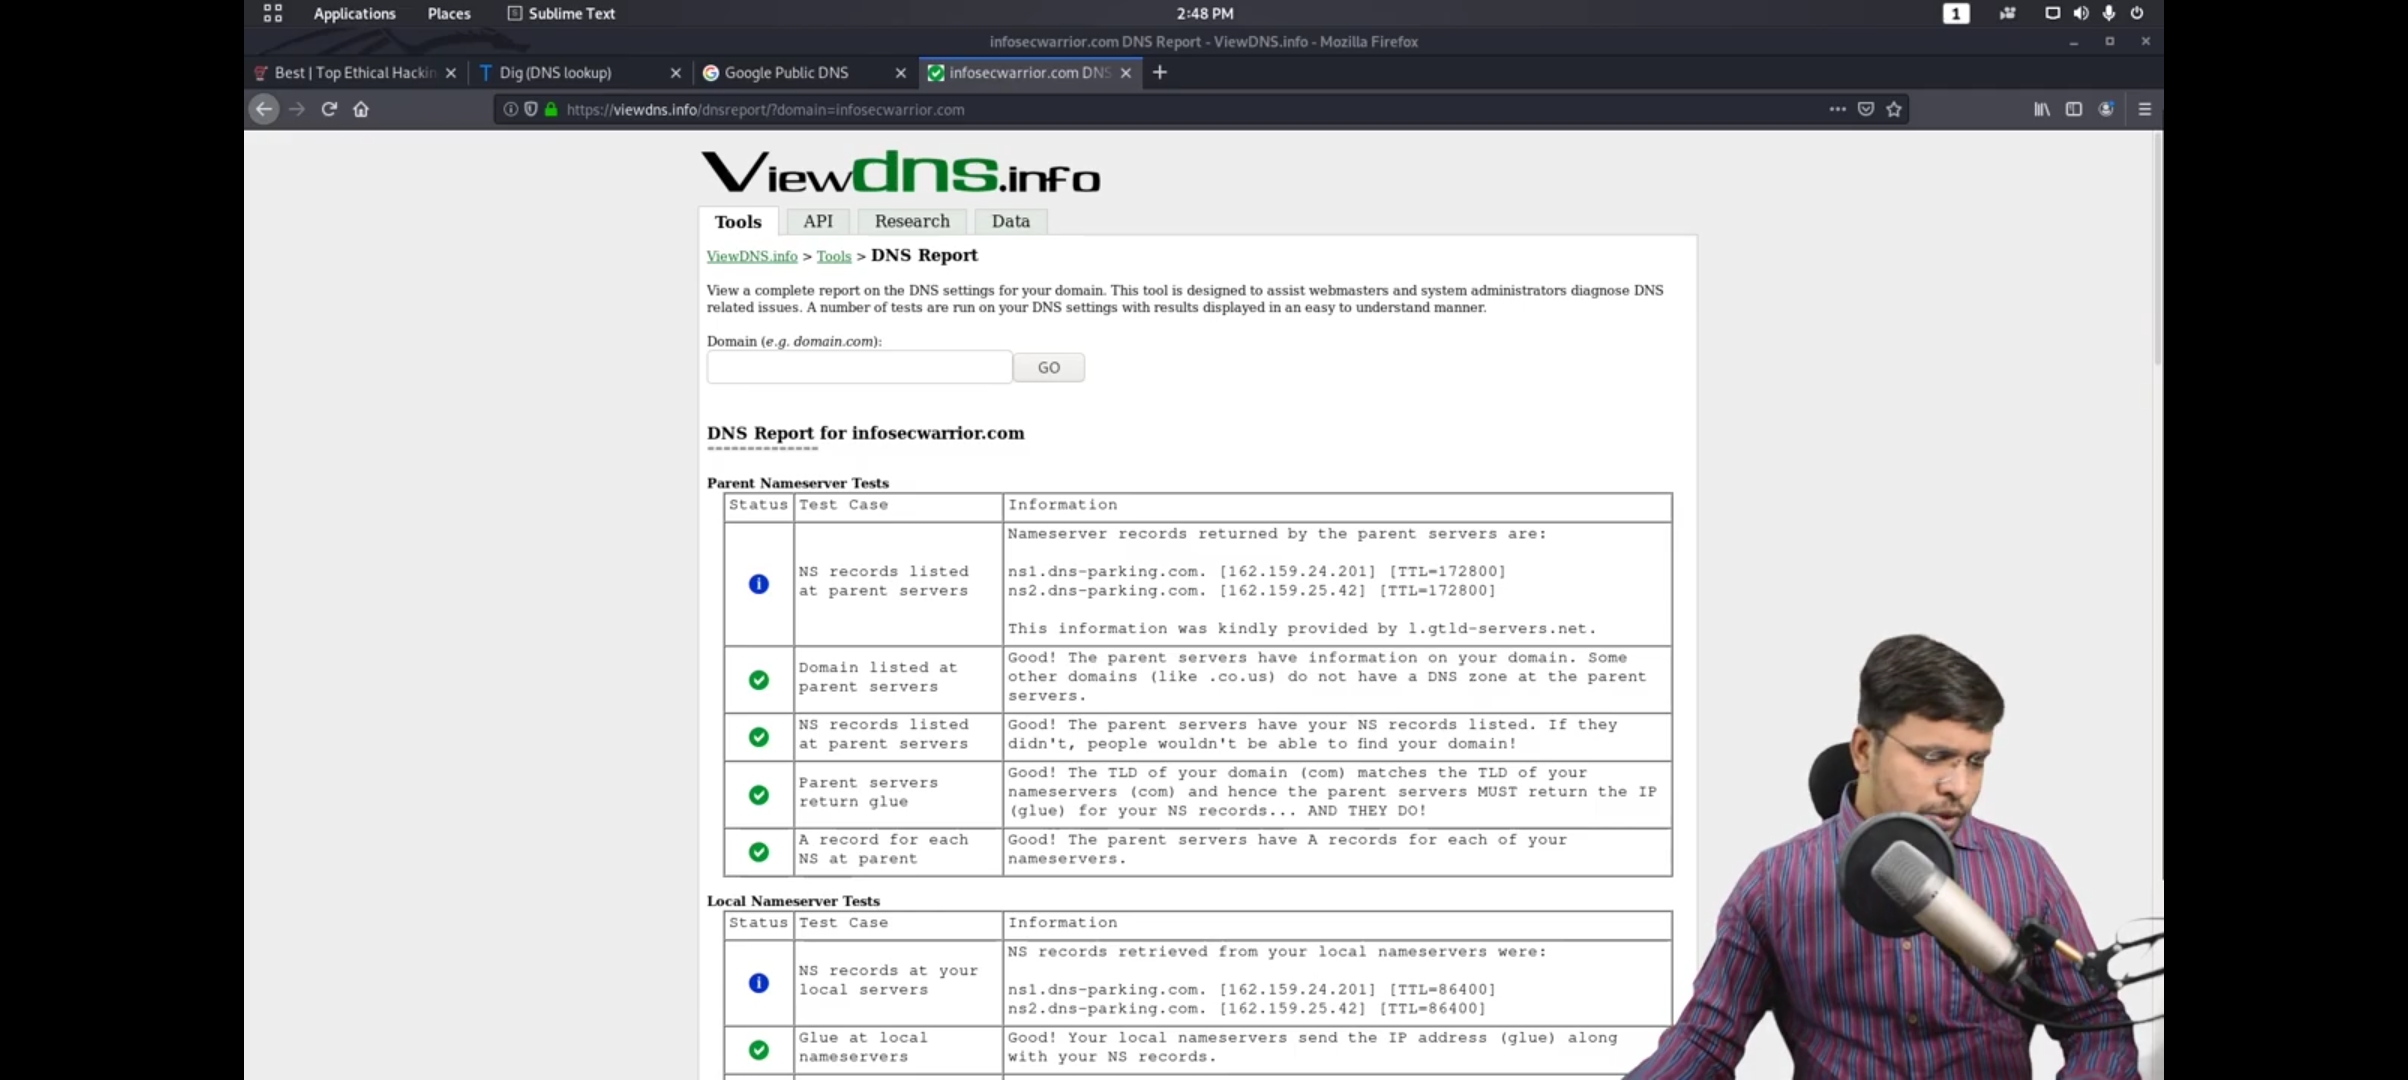 Applications Places Sublime Text 2:48 PM 1
infosecwarrior.com DNS Report - ViewDNS.info - Mozilla Firefox
Best | Top Ethical Hackin Dig (DNS lookup) Google Public DNS infosecwarrior.com DNS
https://viewdns.info/dnsreport/?domain=infosecwarrior.com
Viewdns.info
Tools API Research Data
ViewDNS.info > Tools > DNS Report
View a complete report on the DNS settings for your domain. This tool is designed to assist webmasters and system administrators diagnose DNS
related issues. A number of tests are run on your DNS settings with results displayed in an easy to understand manner.
Domain (e.g. domain.com):
GO
DNS Report for infosecwarrior.com
==============
Parent Nameserver Tests
Status Test Case Information
Nameserver records returned by the parent servers are:
NS records listed
at parent servers
ns1.dns-parking.com. [162.159.24.201] [TTL=172800]
ns2.dns-parking.com. [162.159.25.42] [TTL=172800]
This information was kindly provided by l.gtld-servers.net.
Domain listed at
parent servers
Good! The parent servers have information on your domain. Some
other domains (like .co.us) do not have a DNS zone at the parent
servers.
NS records listed
at parent servers
Good! The parent servers have your NS records listed. If they
didn't, people wouldn't be able to find your domain!
Parent servers
return glue
Good! The TLD of your domain (com) matches the TLD of your
nameservers (com) and hence the parent servers MUST return the IP
(glue) for your NS records... AND THEY DO!
A record for each
NS at parent
Good! The parent servers have A records for each of your
nameservers.
Local Nameserver Tests
Status Test Case Information
NS records at your
local servers
NS records retrieved from your local nameservers were:
ns1.dns-parking.com. [162.159.24.201] [TTL=86400]
ns2.dns-parking.com. [162.159.25.42] [TTL=86400]
Glue at local
nameservers
Good! Your local nameservers send the IP address (glue) along
with your NS records.